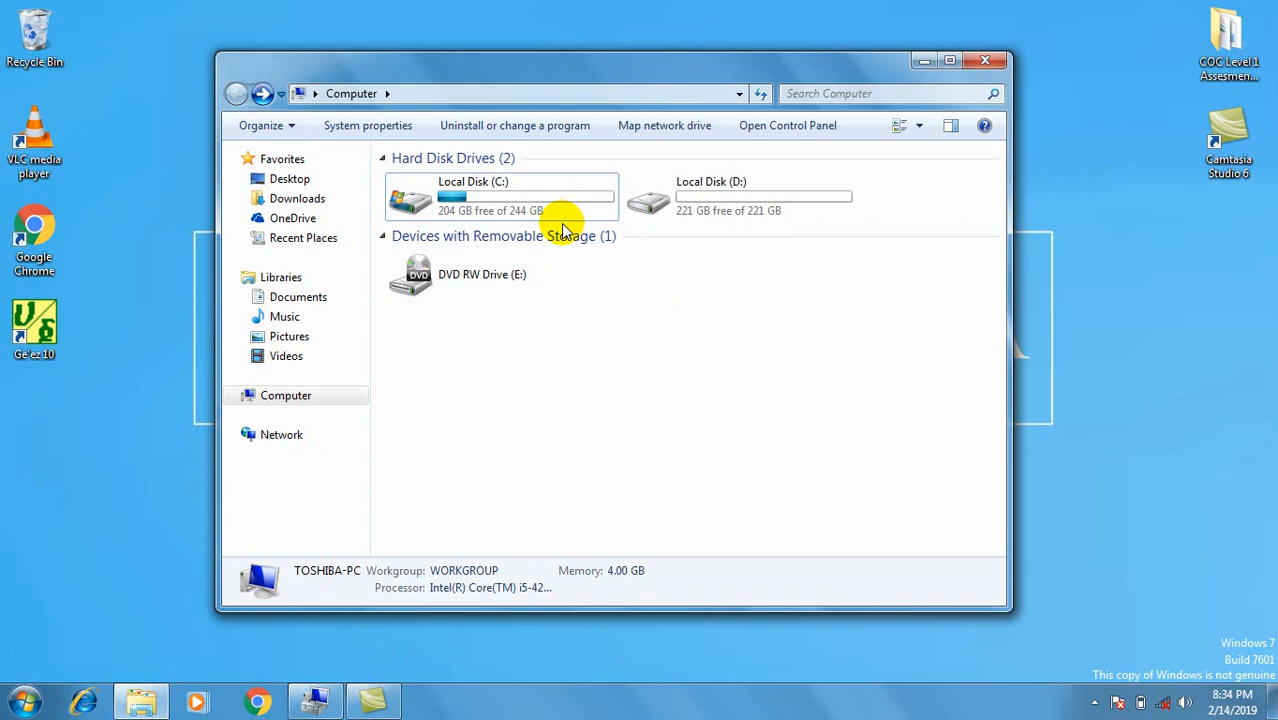 Recycle Bin
VLC media
player
Google
Chrome
Ge'ez 10
COC Level 1
Assesmen...
Camtasia
Studio 6
Computer
Search Computer
Organize
System properties
Uninstall or change a program
Map network drive
Open Control Panel
Favorites
Desktop
Downloads
OneDrive
Recent Places
Libraries
Documents
Music
Pictures
Videos
Computer
Network
Hard Disk Drives (2)
Local Disk (C:)
204 GB free of 244 GB
Local Disk (D:)
221 GB free of 221 GB
Devices with Removable Storage (1)
DVD
DVD RW Drive (E:)
TOSHIBA-PC Workgroup: WORKGROUP Memory: 4.00 GB
Processor: Intel(R) Core(TM) i5-42...
Windows 7
Build 7601
This copy of Windows is not genuine
8:34 PM
2/14/2019